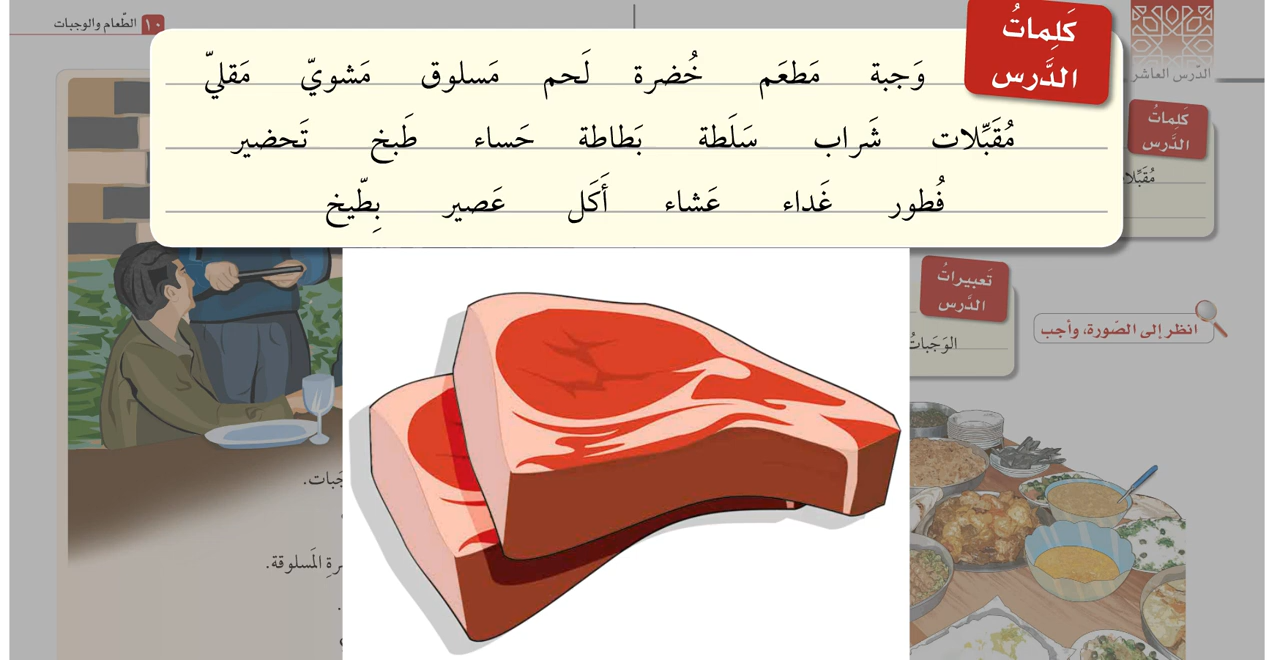 ١٠ الطّعام والوجبات
الدّرس العاشر
كَلِماتُ
الدَّرس
وَجبة مَطعَم خُضرة لَحم مَسلوق مَشويّ مَقليّ
مُقَبِّلات شَراب سَلَطة بَطاطة حَساء طَبخ تَحضير
فُطور غَداء عَشاء أَكَل عَصير بِطّيخ
كَلِماتُ
الدَّرس
تَعبيراتُ
الدَّرس
انظر إلى الصّورة، وأجب